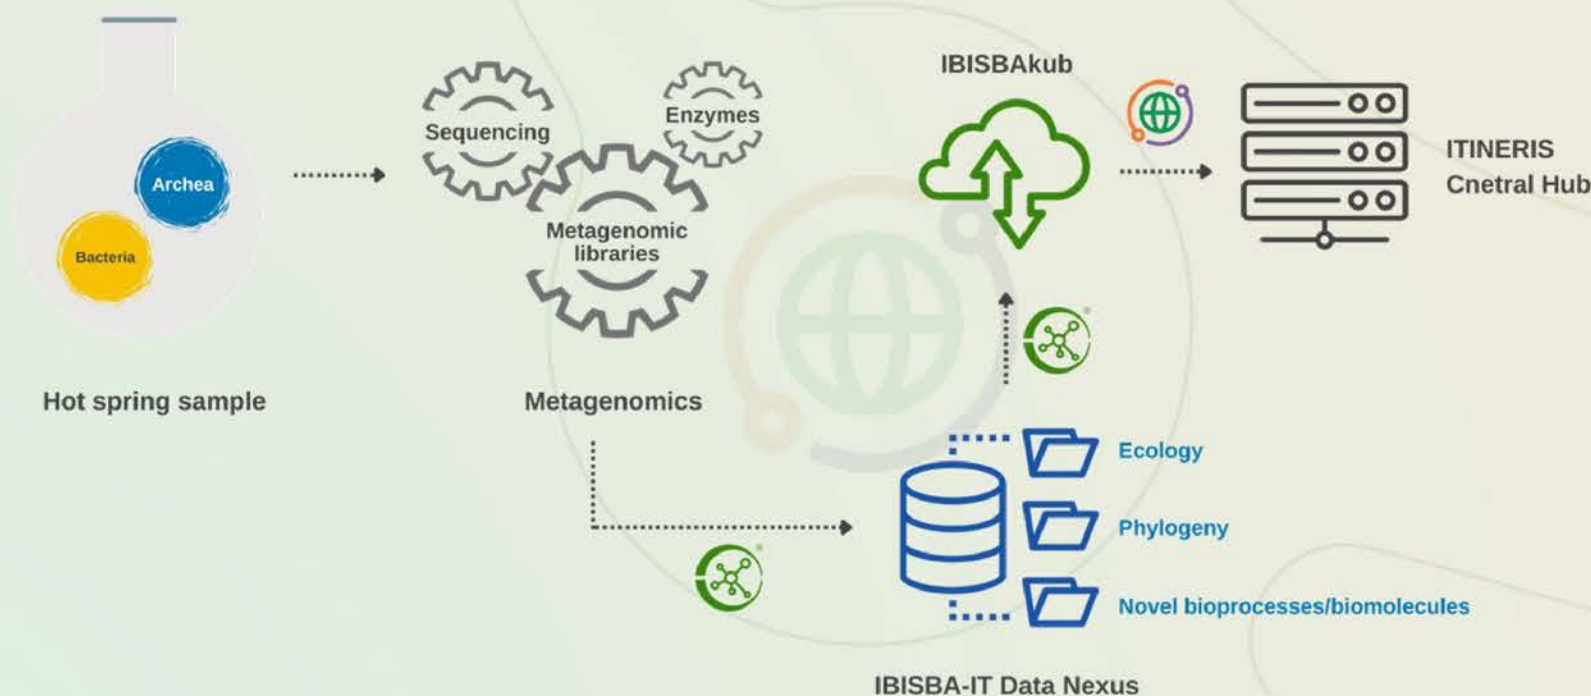 Archea
Bacteria
Hot spring sample
Sequencing
Enzymes
Metagenomic
libraries
Metagenomics
IBISBAkub
ITINERIS
Cnetral Hub
Ecology
Phylogeny
Novel bioprocesses/biomolecules
IBISBA-IT Data Nexus